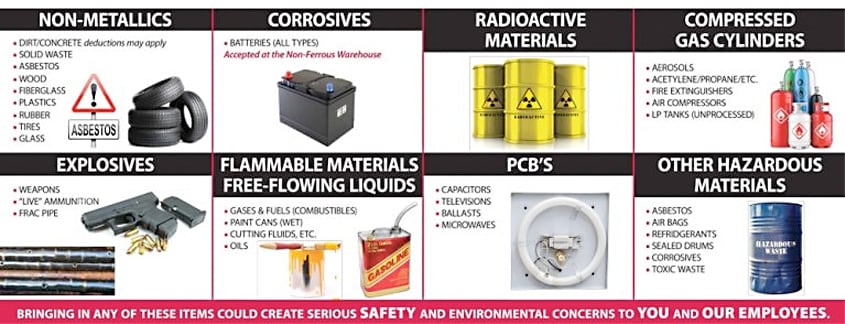 NON-METALLICS
• DIRT/CONCRETE deductions may apply
• SOLID WASTE
• ASBESTOS
• WOOD
• FIBERGLASS
• PLASTICS
• RUBBER
• TIRES
• GLASS
ASBESTOS
CORROSIVES
• BATTERIES (ALL TYPES)
Accepted at the Non-Ferrous Warehouse
RADIOACTIVE
MATERIALS
COMPRESSED
GAS CYLINDERS
• AEROSOLS
• ACETYLENE/PROPANE/ETC.
• FIRE EXTINGUISHERS
• AIR COMPRESSORS
• LP TANKS (UNPROCESSED)
EXPLOSIVES
• WEAPONS
• "LIVE" AMMUNITION
• FRAC PIPE
FLAMMABLE MATERIALS
FREE-FLOWING LIQUIDS
• GASES & FUELS (COMBUSTIBLES)
• PAINT CANS (WET)
• CUTTING FLUIDS, ETC.
• OILS
GASOLINE
PCB'S
• CAPACITORS
• TELEVISIONS
• BALLASTS
• MICROWAVES
OTHER HAZARDOUS
MATERIALS
• ASBESTOS
• AIR BAGS
• REFRIDGERANTS
• SEALED DRUMS
• CORROSIVES
• TOXIC WASTE
HAZARDOUS
WASTE
BRINGING IN ANY OF THESE ITEMS COULD CREATE SERIOUS SAFETY AND ENVIRONMENTAL CONCERNS TO YOU AND OUR EMPLOYEES.